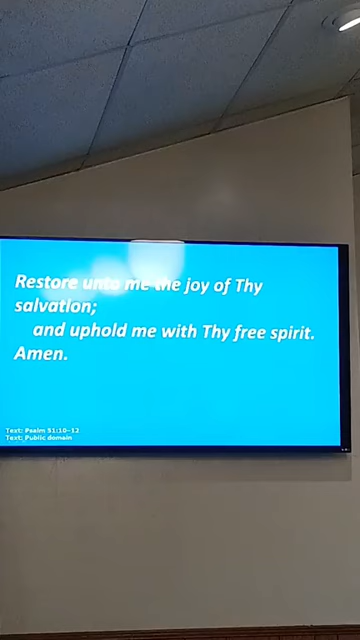 Restore unto me the joy of Thy
salvation;
and uphold me with Thy free spirit.
Amen.
Text: Psalm 51:10–12
Text: Public domain